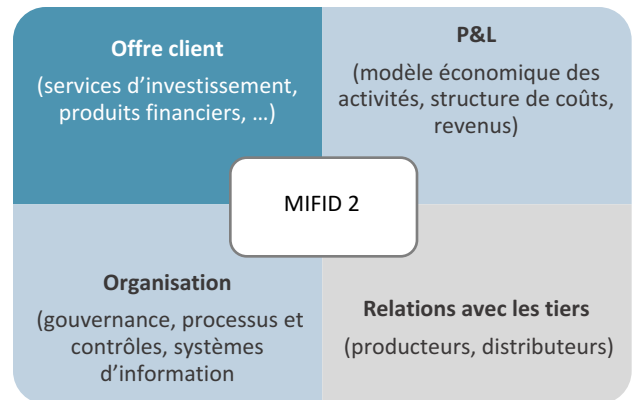 Offre client
(services d’investissement,
produits financiers, …)
P&L
(modèle économique des
activités, structure de coûts,
revenus)
MIFID 2
Organisation
(gouvernance, processus et
contrôles, systèmes
d’information
Relations avec les tiers
(producteurs, distributeurs)